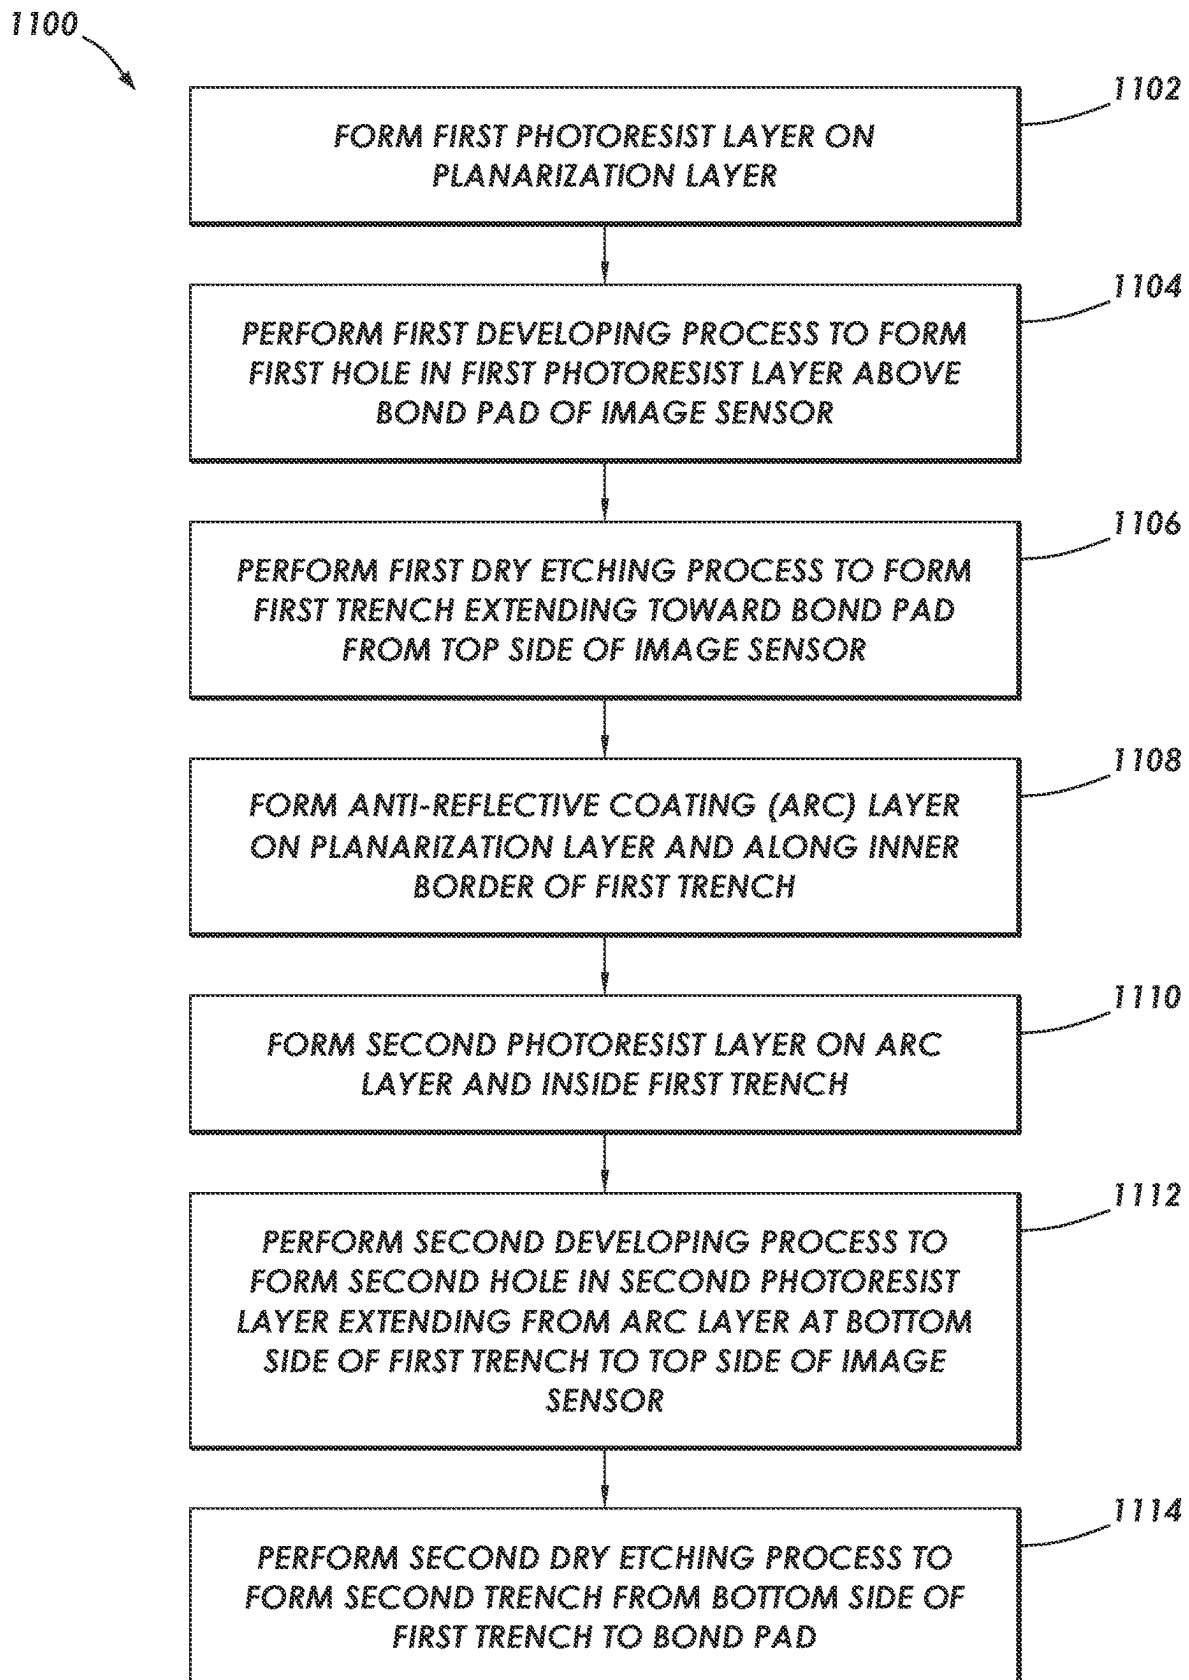 1100
1102
FORM FIRST PHOTORESIST LAYER ON
PLANARIZATION LAYER
1104
PERFORM FIRST DEVELOPING PROCESS TO FORM
FIRST HOLE IN FIRST PHOTORESIST LAYER ABOVE
BOND PAD OF IMAGE SENSOR
1106
PERFORM FIRST DRY ETCHING PROCESS TO FORM
FIRST TRENCH EXTENDING TOWARD BOND PAD
FROM TOP SIDE OF IMAGE SENSOR
1108
FORM ANTI-REFLECTIVE COATING (ARC) LAYER
ON PLANARIZATION LAYER AND ALONG INNER
BORDER OF FIRST TRENCH
1110
FORM SECOND PHOTORESIST LAYER ON ARC
LAYER AND INSIDE FIRST TRENCH
1112
PERFORM SECOND DEVELOPING PROCESS TO
FORM SECOND HOLE IN SECOND PHOTORESIST
LAYER EXTENDING FROM ARC LAYER AT BOTTOM
SIDE OF FIRST TRENCH TO TOP SIDE OF IMAGE
SENSOR
1114
PERFORM SECOND DRY ETCHING PROCESS TO
FORM SECOND TRENCH FROM BOTTOM SIDE OF
FIRST TRENCH TO BOND PAD